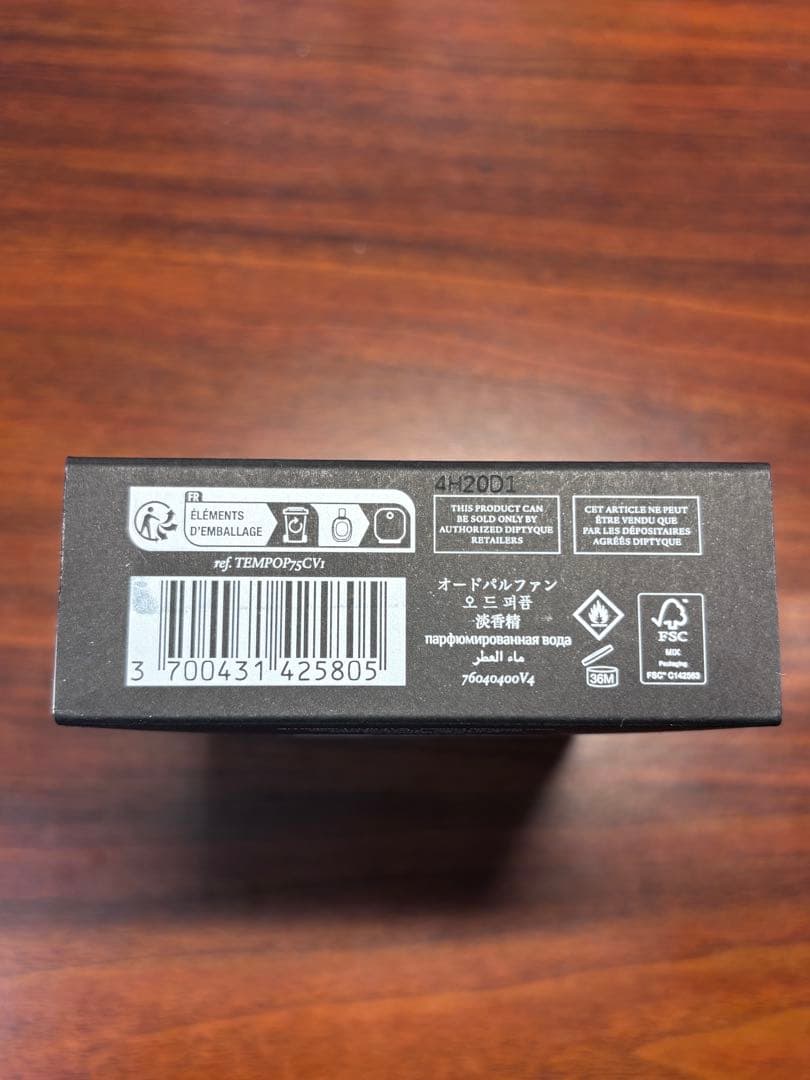 FR
ÉLÉMENTS
D'EMBALLAGE
ref. TEMPOP75CV1
3 700431 425805
4H20D1
THIS PRODUCT CAN
BE SOLD ONLY BY
AUTHORIZED DIPTYQUE
RETAILERS
CET ARTICLE NE PEUT
ÊTRE VENDU QUE
PAR LES DÉPOSITAIRES
AGRÉÉS DIPTYQUE
オードパルファン
오 드 퍼퓸
淡香精
парфюмированная вода
ماء العطر
76040400V4
36M
FSC
MIX
Packaging
FSC® C142583